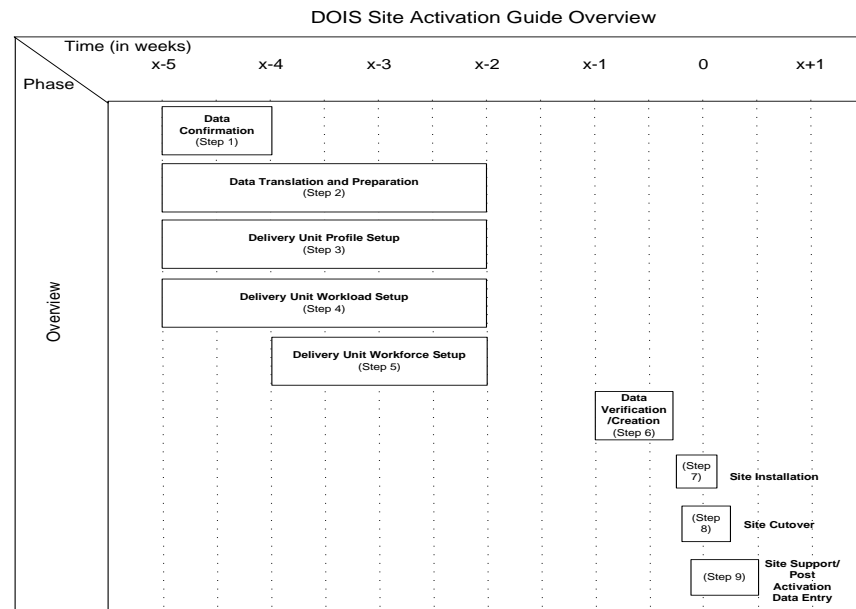 DOIS Site Activation Guide Overview
Time (in weeks)
x-5 x-4 x-3 x-2 x-1 0 x+1
Phase
Overview
Data
Confirmation
(Step 1)
Data Translation and Preparation
(Step 2)
Delivery Unit Profile Setup
(Step 3)
Delivery Unit Workload Setup
(Step 4)
Delivery Unit Workforce Setup
(Step 5)
Data
Verification
/Creation
(Step 6)
(Step
7)
Site Installation
(Step
8)
Site Cutover
(Step 9)
Site Support/
Post
Activation
Data Entry